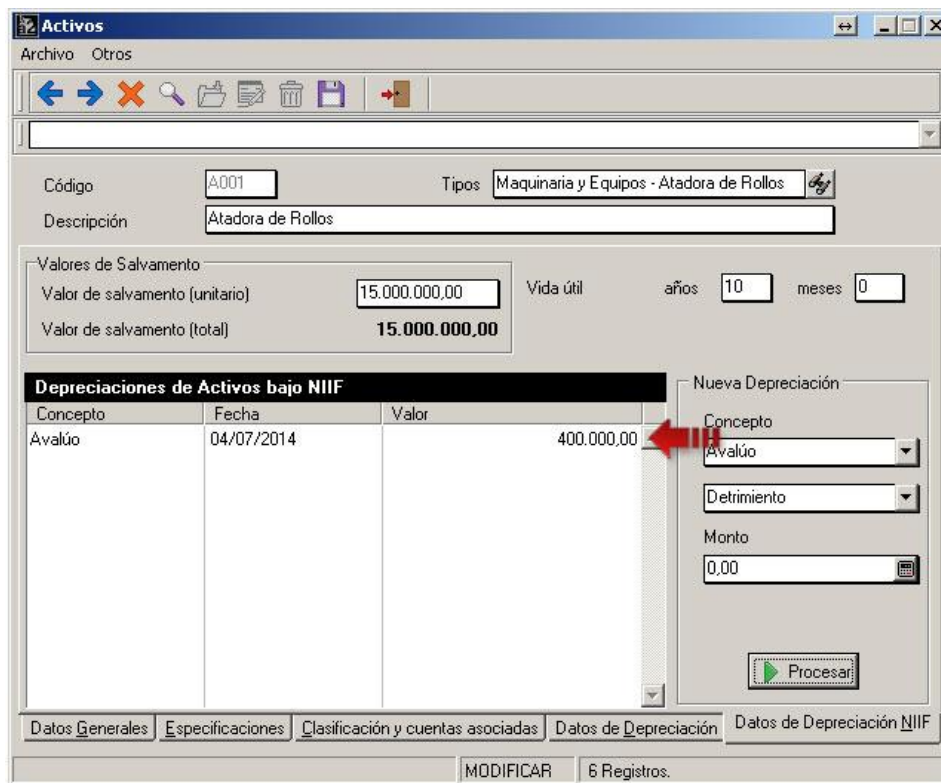 Activos
Archivo Otros
Código A001 Tipos Maquinaria y Equipos - Atadora de Rollos
Descripción Atadora de Rollos
Valores de Salvamento
Valor de salvamento (unitario) 15.000.000,00 Vida útil años 10 meses 0
Valor de salvamento (total) 15.000.000,00
Depreciaciones de Activos bajo NIIF Nueva Depreciación
Concepto Fecha Valor Concepto
Avalúo 04/07/2014 400.000,00 Avalúo
Detrimiento
Monto
0,00
Procesar
Datos Generales Especificaciones Clasificación y cuentas asociadas Datos de Depreciación Datos de Depreciación NIIF
MODIFICAR 6 Registros.